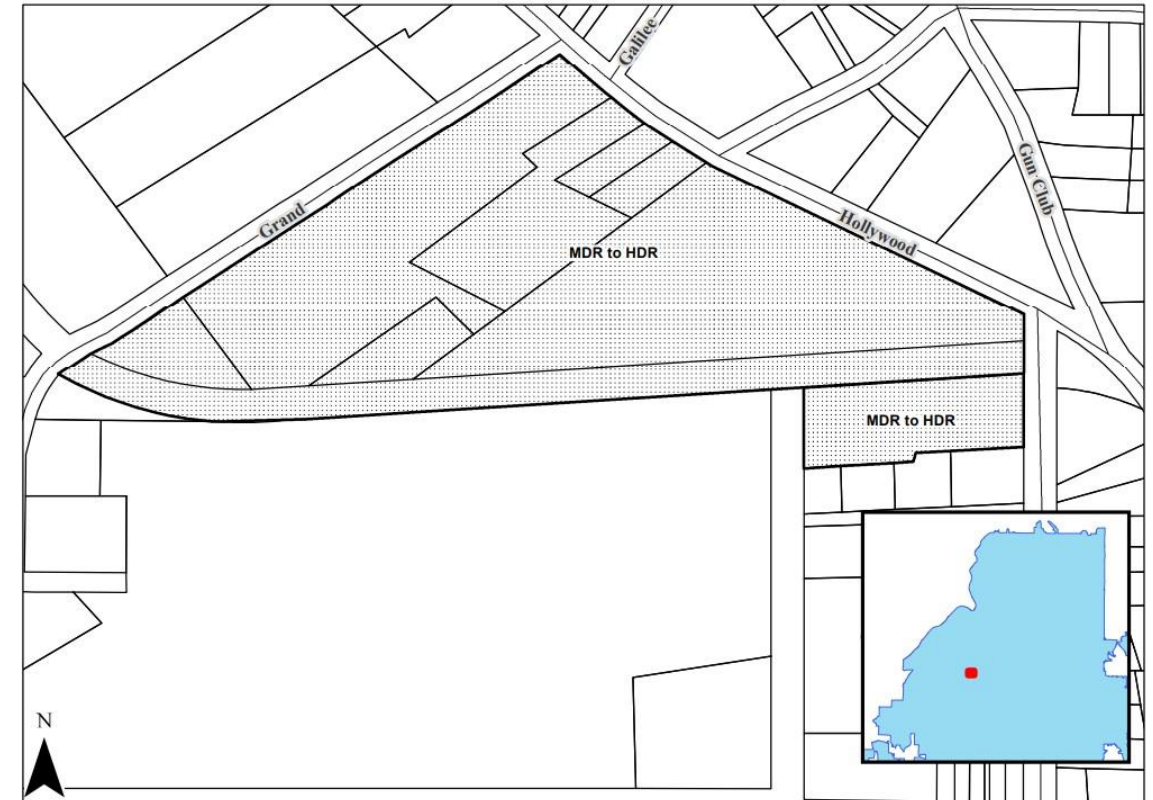 Galilee
Gun Club
Grand
Hollywood
MDR to HDR
MDR to HDR
N